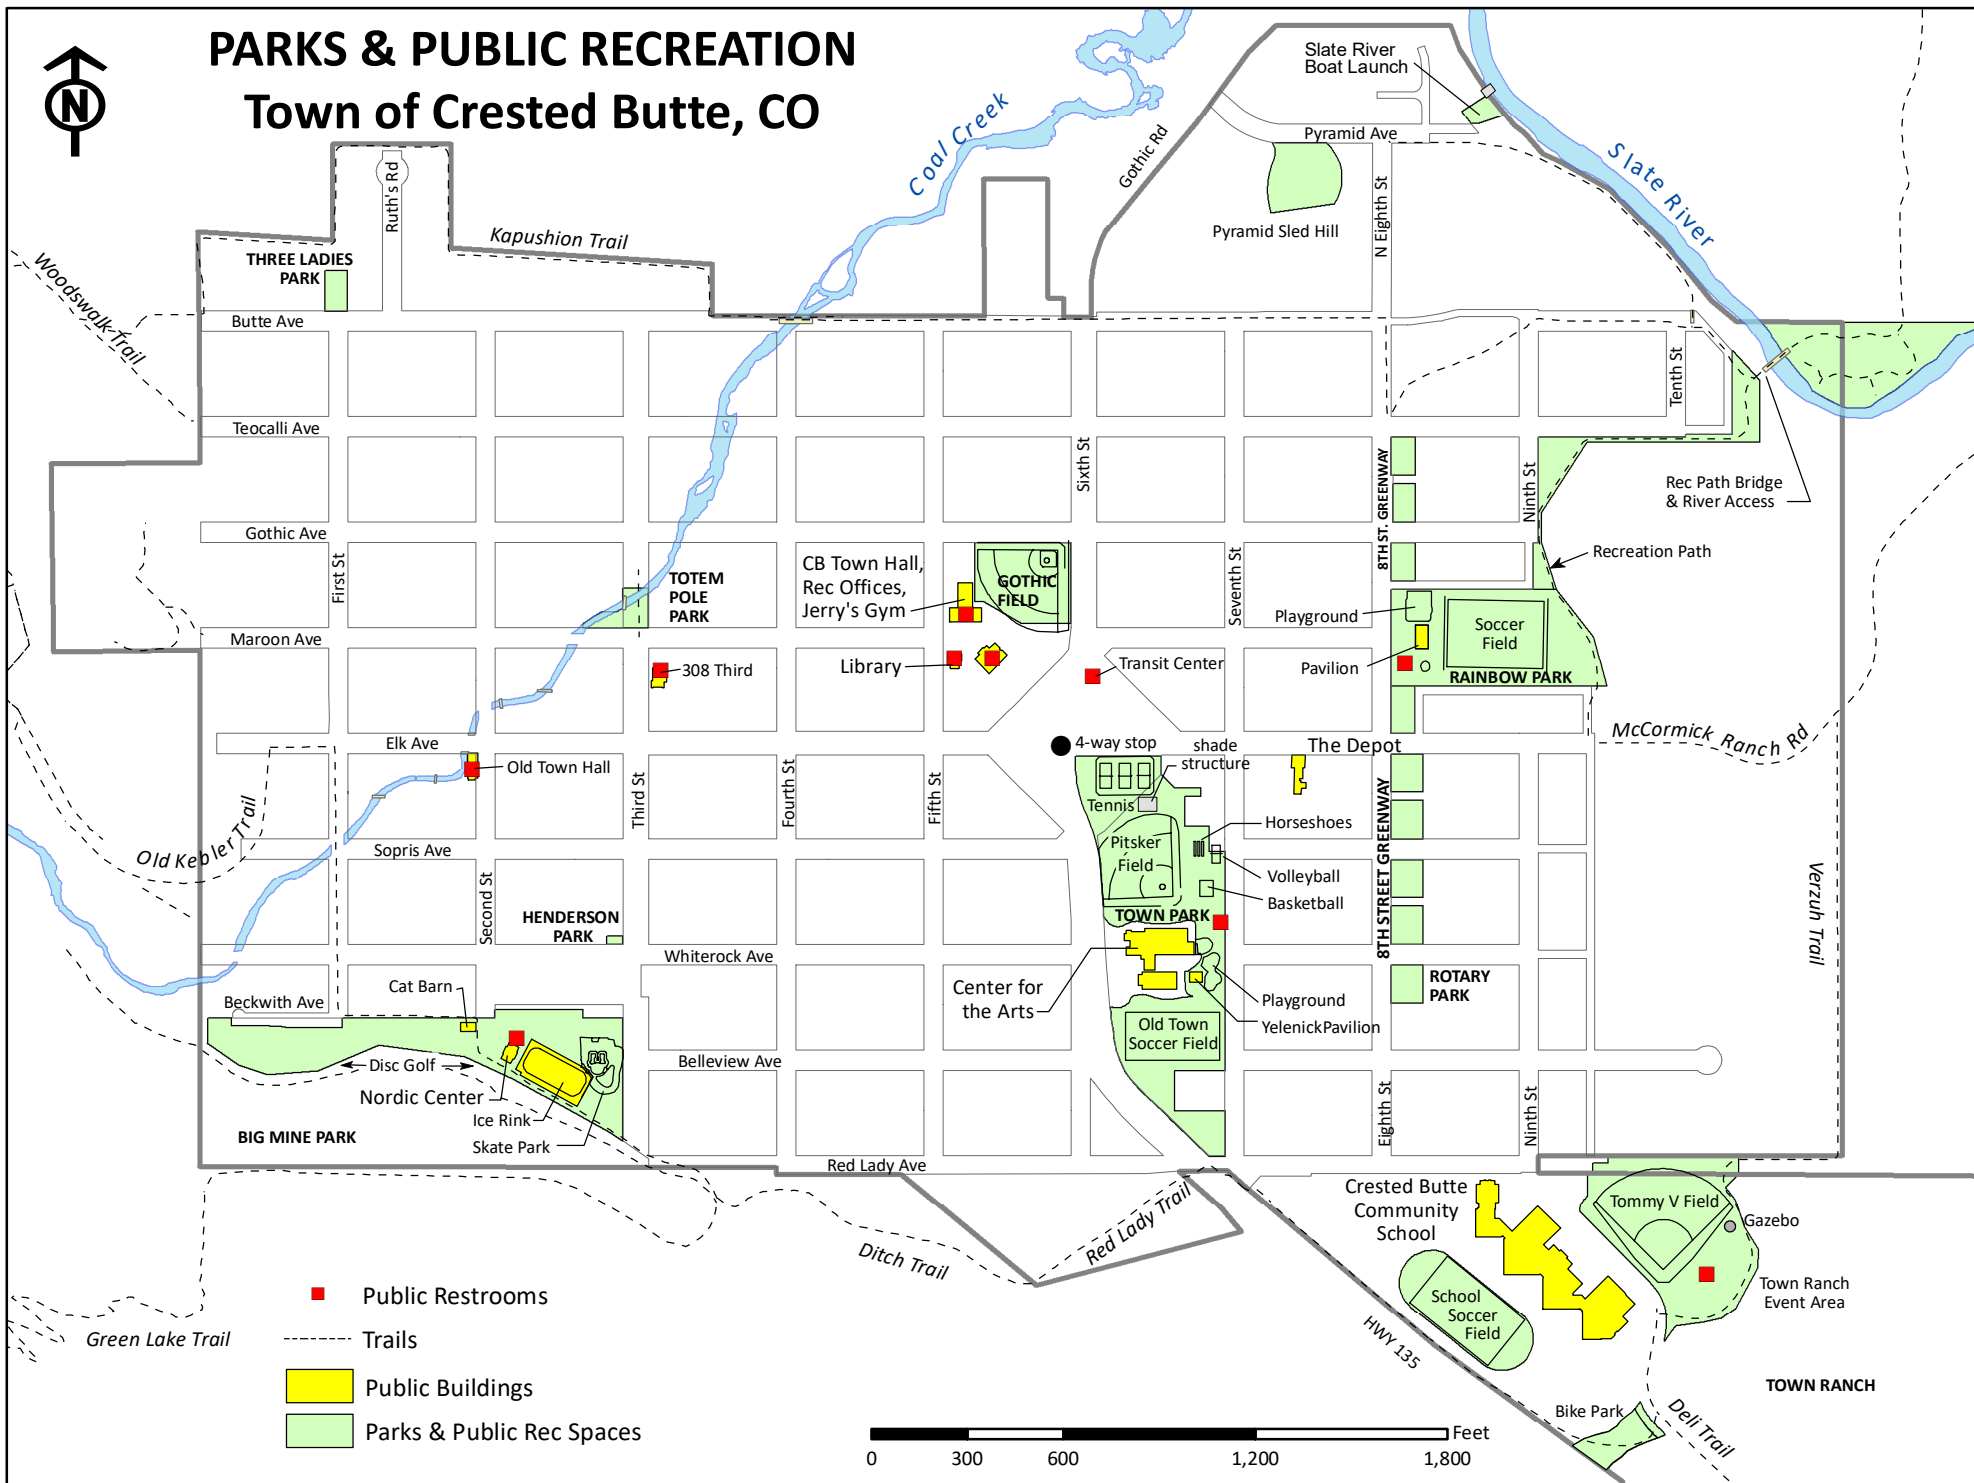 PARKS & PUBLIC RECREATION
Town of Crested Butte, CO
N
Coal Creek
Gothic Rd
Slate River
Boat Launch
Pyramid Ave
Slate River
Pyramid Sled Hill
N Eighth St
Ruth's Rd
Kapushion Trail
THREE LADIES
PARK
Woodswalk Trail
Butte Ave
Teocalli Ave
Tenth St
Sixth St
8TH ST. GREENWAY
Ninth St
Rec Path Bridge
& River Access
Gothic Ave
First St
Recreation Path
TOTEM
POLE
PARK
CB Town Hall,
Rec Offices,
Jerry's Gym
GOTHIC
FIELD
Seventh St
Playground
Soccer
Field
Maroon Ave
308 Third
Library
Transit Center
Pavilion
RAINBOW PARK
McCormick Ranch Rd
Elk Ave
4-way stop
shade
structure
The Depot
Old Town Hall
Third St
Fourth St
Fifth St
Tennis
Horseshoes
Old Kebler Trail
Sopris Ave
Pitsker
Field
Volleyball
Basketball
8TH STREET GREENWAY
Verzuh Trail
Second St
HENDERSON
PARK
TOWN PARK
Whiterock Ave
ROTARY
PARK
Cat Barn
Beckwith Ave
Center for
the Arts
Playground
Yelenick Pavilion
Old Town
Soccer Field
Disc Golf
Belleview Ave
Nordic Center
Ice Rink
Skate Park
BIG MINE PARK
Eighth St
Ninth St
Red Lady Ave
Red Lady Trail
Ditch Trail
Crested Butte
Community
School
Tommy V Field
Gazebo
Town Ranch
Event Area
School
Soccer
Field
HWY 135
Green Lake Trail
TOWN RANCH
Bike Park
Deli Trail
Public Restrooms
Trails
Public Buildings
Parks & Public Rec Spaces
Feet
0 300 600 1,200 1,800